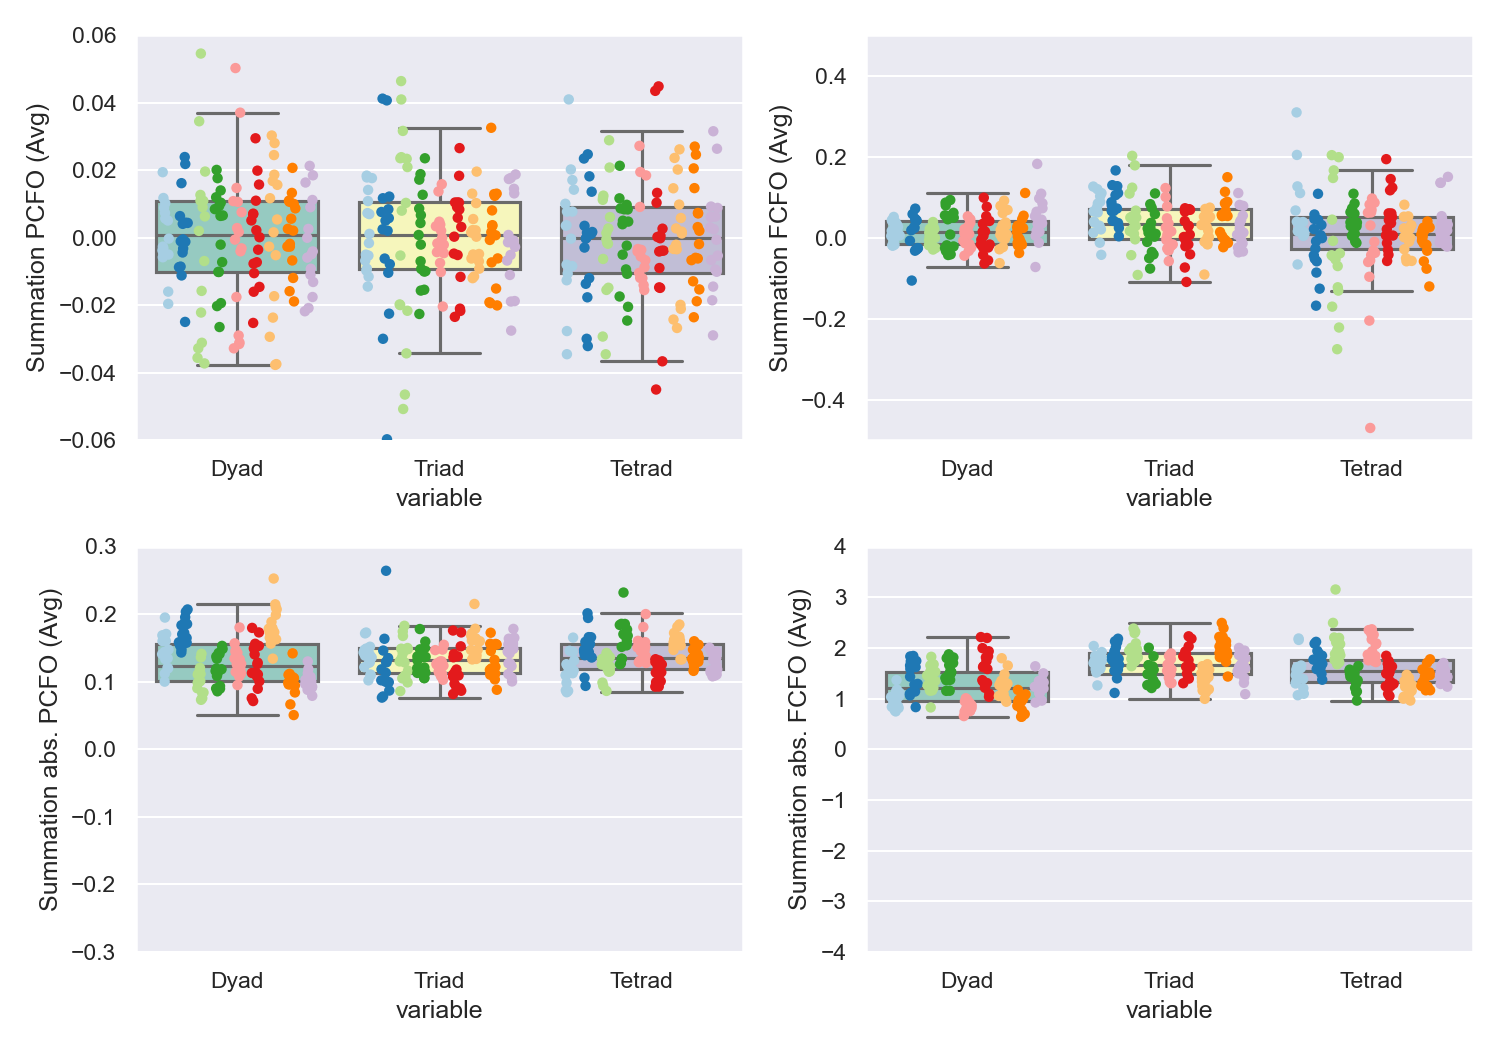 Summation PCFO (Avg)
0.06
0.04
0.02
0.00
−0.02
−0.04
−0.06
Dyad Triad Tetrad
variable
Summation FCFO (Avg)
0.4
0.2
0.0
−0.2
−0.4
Dyad Triad Tetrad
variable
Summation abs. PCFO (Avg)
0.3
0.2
0.1
0.0
−0.1
−0.2
−0.3
Dyad Triad Tetrad
variable
Summation abs. FCFO (Avg)
4
3
2
1
0
−1
−2
−3
−4
Dyad Triad Tetrad
variable